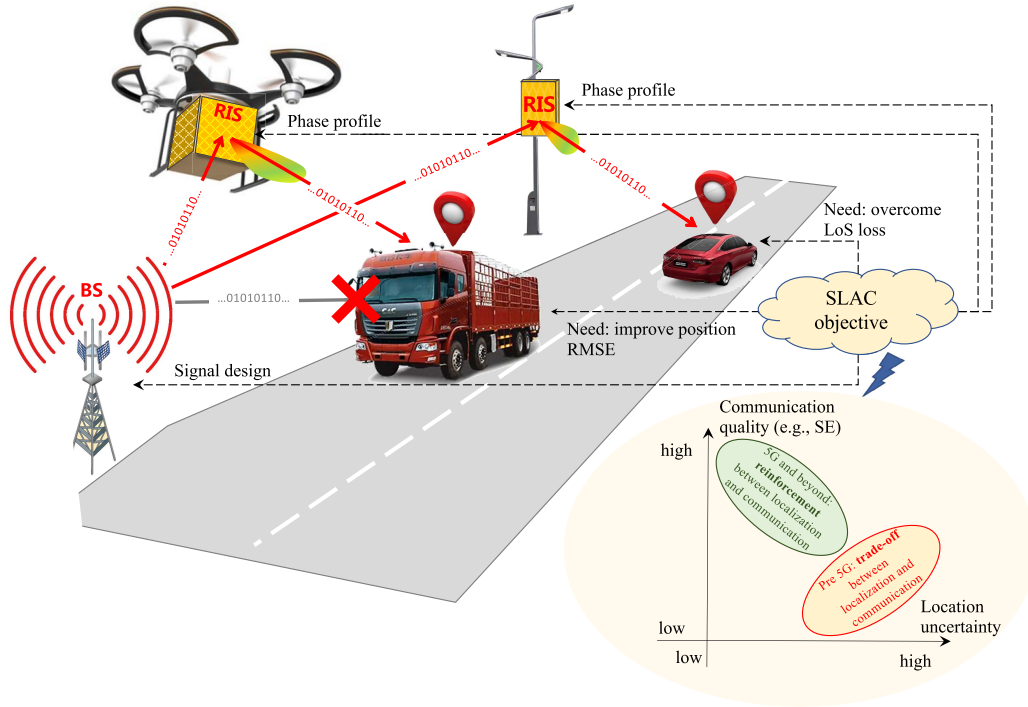 RIS
Phase profile
RIS
Phase profile
...01010110...
...01010110...
...01010110...
...01010110...
BS
...01010110...
Need: overcome
LoS loss
SLAC
objective
Need: improve position
RMSE
Signal design
Communication
quality (e.g., SE)
high
5G and beyond:
reinforcement
between localization
and communication
Pre 5G: trade-off
between
localization and
communication
Location
uncertainty
low
low
high